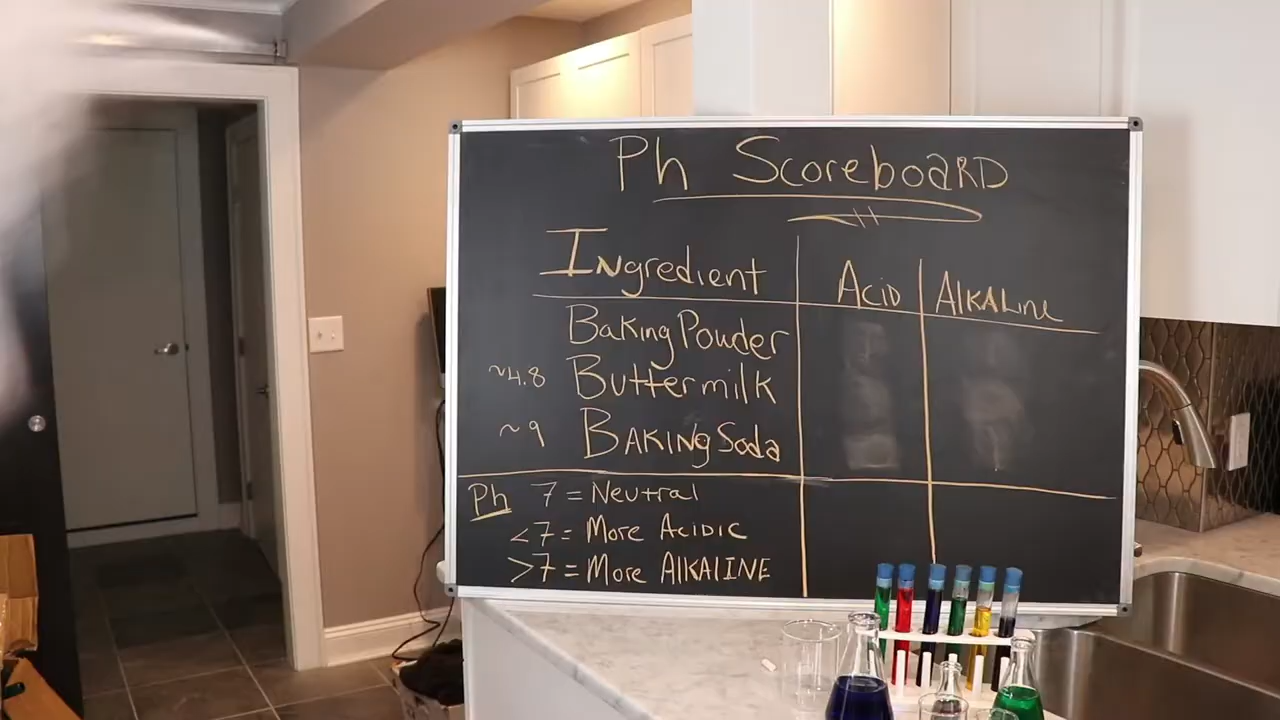 Ph ScoreboaRD
INgredient Acid AlKAline
Baking Powder
~4.8 Buttermilk
~9 BAKINg Soda
Ph 7 = Neutral
<7 = More Acidic
>7 = More AlKALINE